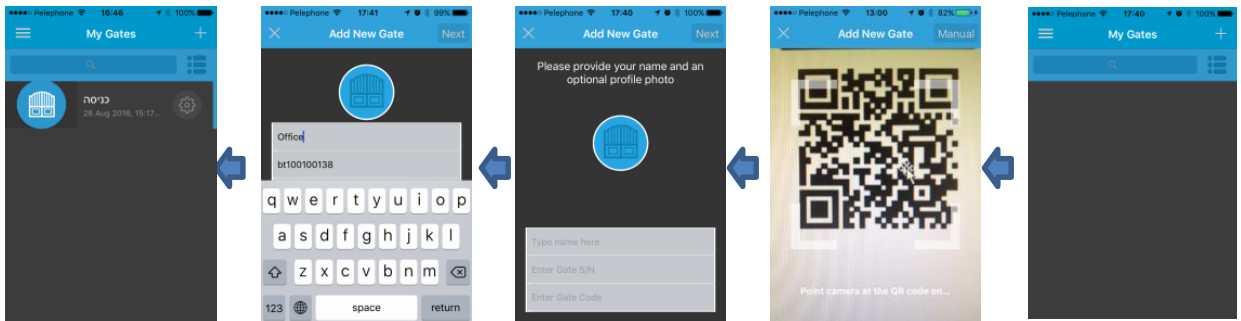 Pelephone 16:46 100%
My Gates
כניסה
28 Aug 2016, 15:17...
Pelephone 17:41 99%
Add New Gate Next
Office
bt100100138
q w e r t y u i o p
a s d f g h j k l
z x c v b n m
123 space return
Pelephone 17:40 100%
Add New Gate Next
Please provide your name and an
optional profile photo
Type name here
Enter Gate S/N
Enter Gate Code
Pelephone 13:00 82%
Add New Gate Manual
Point camera at the QR code on...
Pelephone 17:40 100%
My Gates